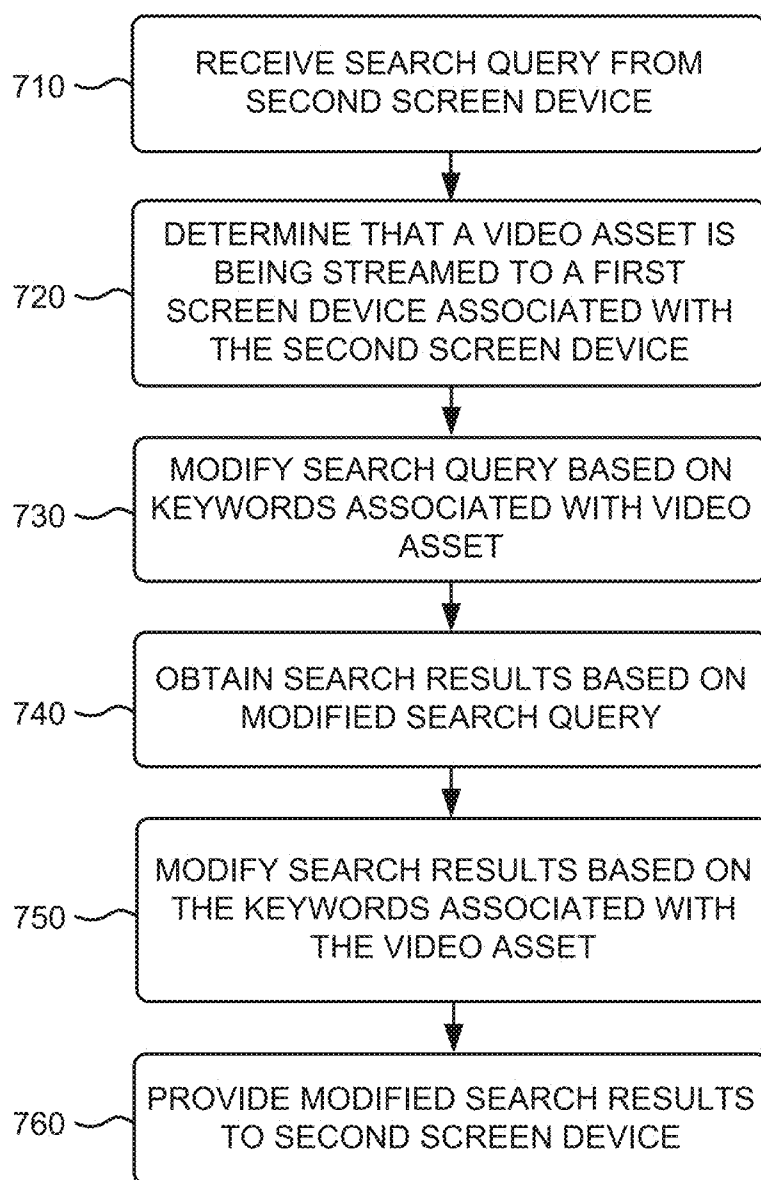 710
RECEIVE SEARCH QUERY FROM
SECOND SCREEN DEVICE
720
DETERMINE THAT A VIDEO ASSET IS
BEING STREAMED TO A FIRST
SCREEN DEVICE ASSOCIATED WITH
THE SECOND SCREEN DEVICE
730
MODIFY SEARCH QUERY BASED ON
KEYWORDS ASSOCIATED WITH VIDEO
ASSET
740
OBTAIN SEARCH RESULTS BASED ON
MODIFIED SEARCH QUERY
750
MODIFY SEARCH RESULTS BASED ON
THE KEYWORDS ASSOCIATED WITH
THE VIDEO ASSET
760
PROVIDE MODIFIED SEARCH RESULTS
TO SECOND SCREEN DEVICE